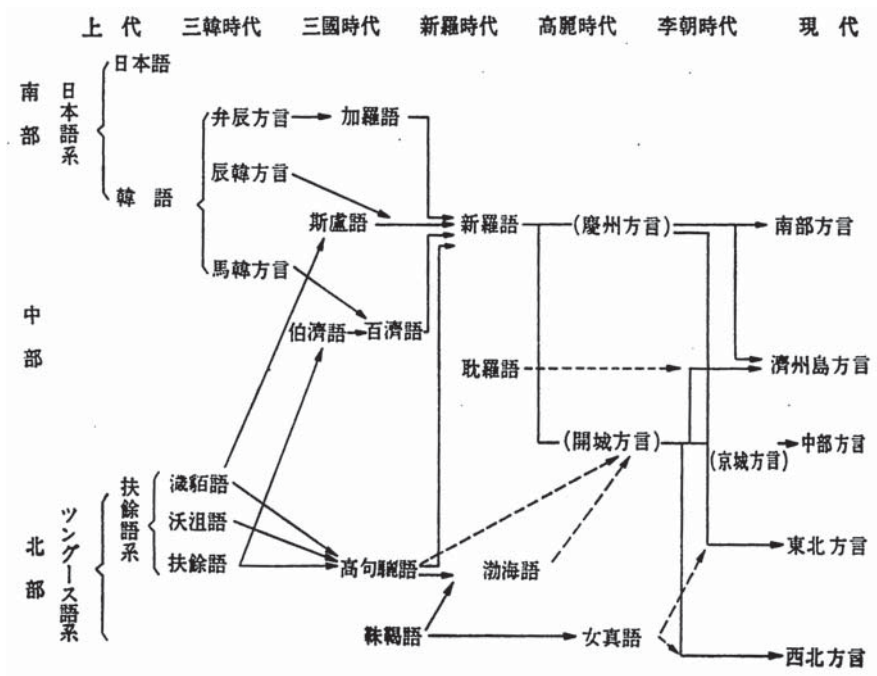 上代 三韓時代 三國時代 新羅時代 高麗時代 李朝時代 現代
南部
日本語系
日本語
韓語
弁辰方言
加羅語
辰韓方言
斯盧語
新羅語
(慶州方言)
南部方言
馬韓方言
中部
伯濟語
百濟語
耽羅語
濟州島方言
(開城方言)
(京城方言)
中部方言
北部
ツングース語系
扶餘語系
濊貊語
沃沮語
扶餘語
高句驪語
渤海語
東北方言
靺鞨語
女真語
西北方言